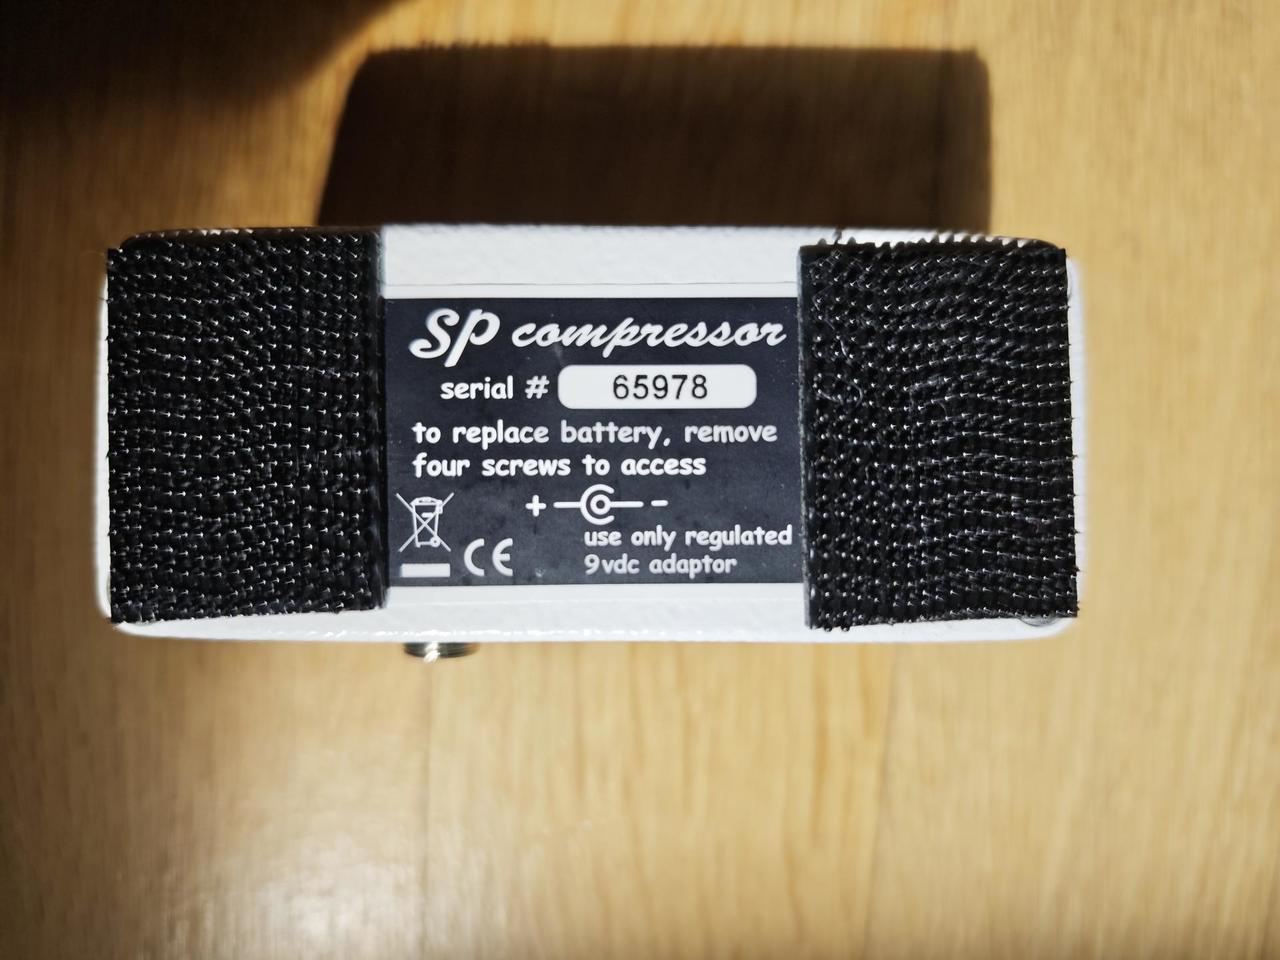 SP compressor
serial # 65978
to replace battery, remove
four screws to access
+ -
CE
use only regulated
9vdc adaptor